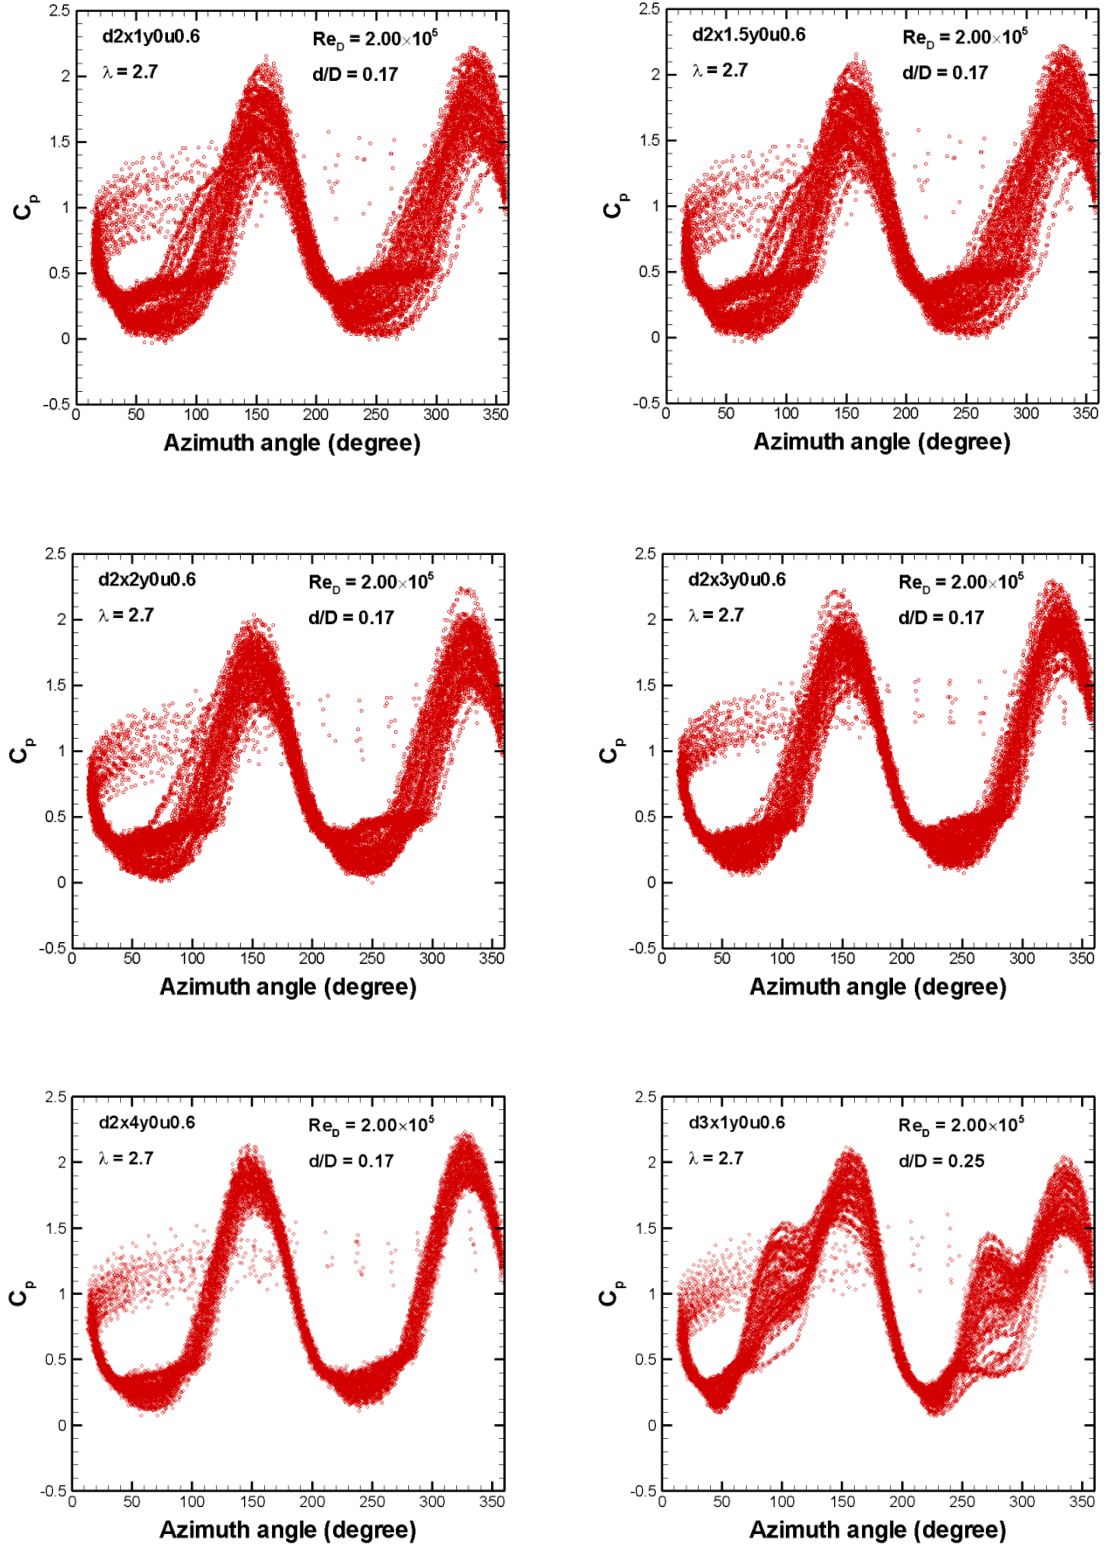 d2x1y0u0.6
Re_D = 2.00×10^5
λ = 2.7
d/D = 0.17
C_p
2.5
2
1.5
1
0.5
0
-0.5
0 50 100 150 200 250 300 350
Azimuth angle (degree)
d2x1.5y0u0.6
Re_D = 2.00×10^5
λ = 2.7
d/D = 0.17
C_p
2.5
2
1.5
1
0.5
0
-0.5
0 50 100 150 200 250 300 350
Azimuth angle (degree)
d2x2y0u0.6
Re_D = 2.00×10^5
λ = 2.7
d/D = 0.17
C_p
2.5
2
1.5
1
0.5
0
-0.5
0 50 100 150 200 250 300 350
Azimuth angle (degree)
d2x3y0u0.6
Re_D = 2.00×10^5
λ = 2.7
d/D = 0.17
C_p
2.5
2
1.5
1
0.5
0
-0.5
0 50 100 150 200 250 300 350
Azimuth angle (degree)
d2x4y0u0.6
Re_D = 2.00×10^5
λ = 2.7
d/D = 0.17
C_p
2.5
2
1.5
1
0.5
0
-0.5
0 50 100 150 200 250 300 350
Azimuth angle (degree)
d3x1y0u0.6
Re_D = 2.00×10^5
λ = 2.7
d/D = 0.25
C_p
2.5
2
1.5
1
0.5
0
-0.5
0 50 100 150 200 250 300 350
Azimuth angle (degree)